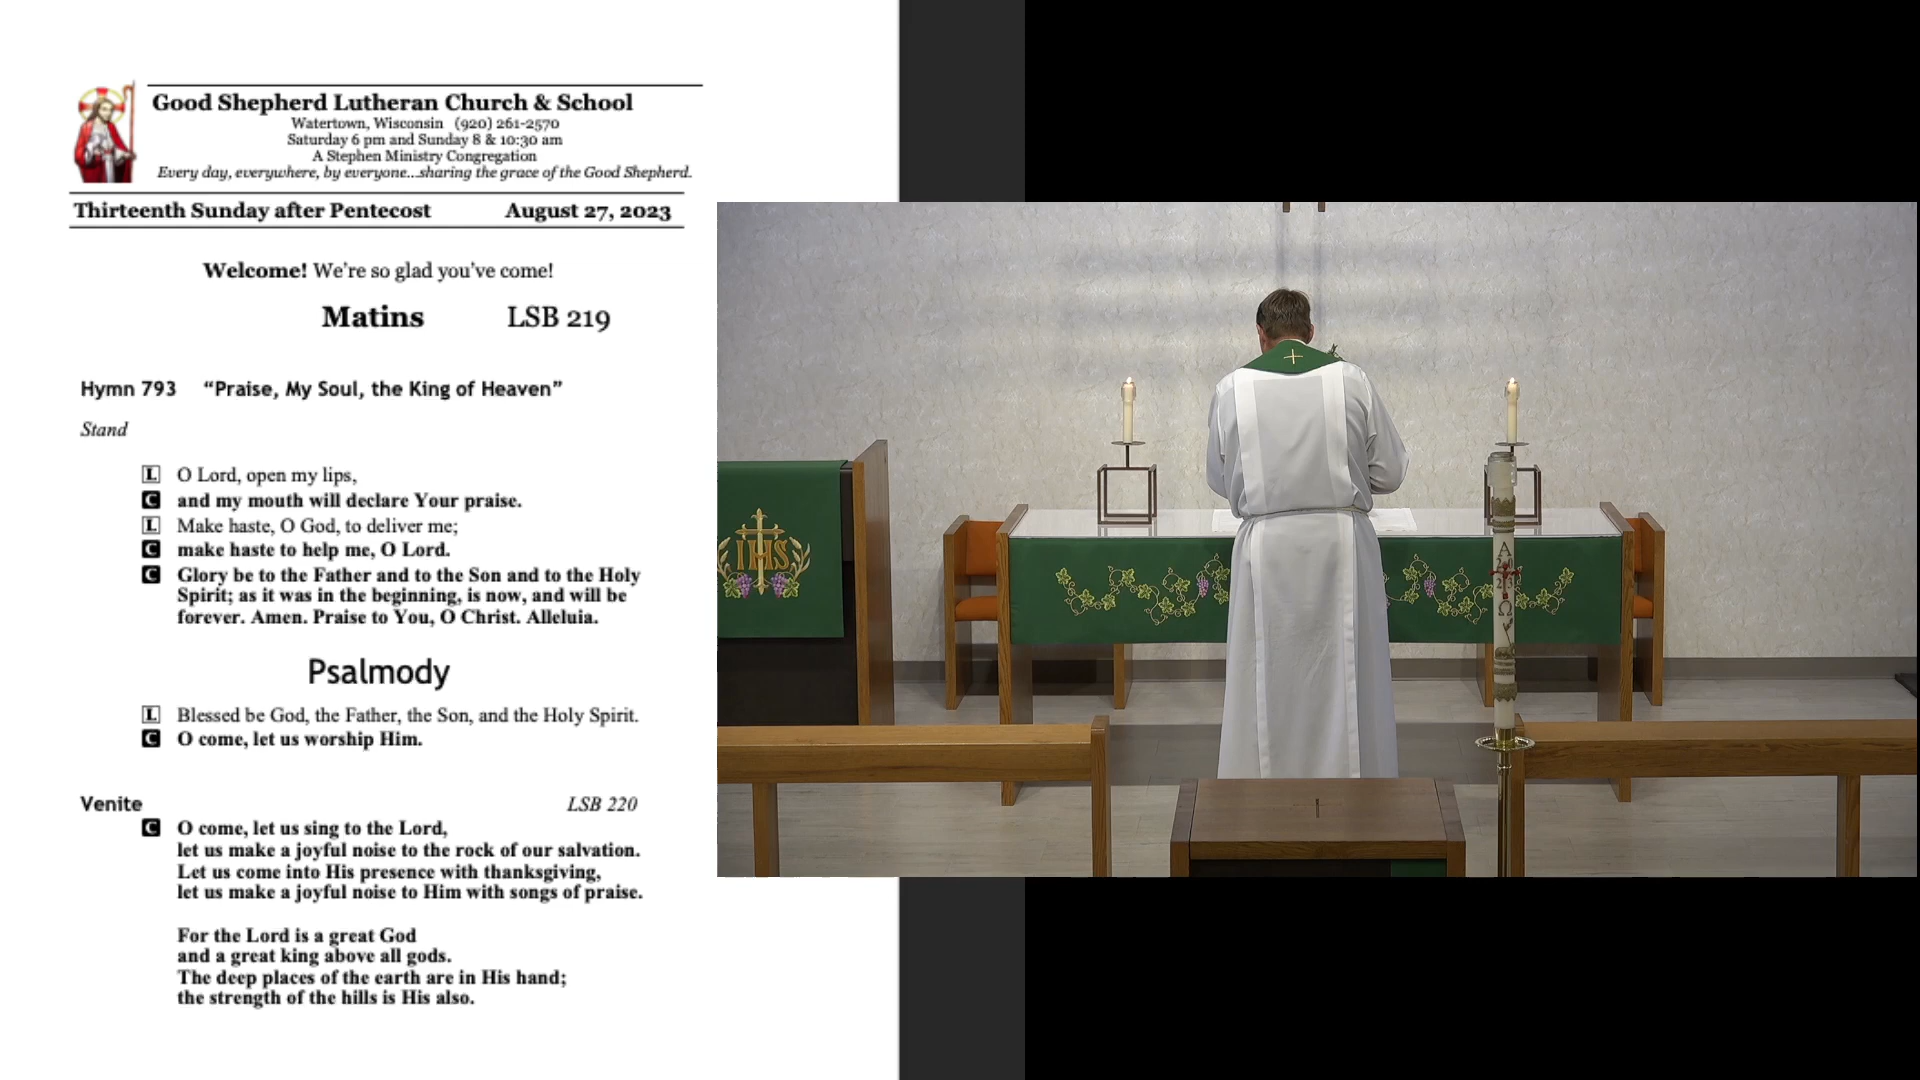 Good Shepherd Lutheran Church & School
Watertown, Wisconsin (920) 261-2570
Saturday 6 pm and Sunday 8 & 10:30 am
A Stephen Ministry Congregation
Every day, everywhere, by everyone...sharing the grace of the Good Shepherd.
Thirteenth Sunday after Pentecost August 27, 2023
Welcome! We're so glad you've come!
Matins LSB 219
Hymn 793 “Praise, My Soul, the King of Heaven”
Stand
L O Lord, open my lips,
C and my mouth will declare Your praise.
L Make haste, O God, to deliver me;
C make haste to help me, O Lord.
C Glory be to the Father and to the Son and to the Holy
Spirit; as it was in the beginning, is now, and will be
forever. Amen. Praise to You, O Christ. Alleluia.
Psalmody
L Blessed be God, the Father, the Son, and the Holy Spirit.
C O come, let us worship Him.
Venite LSB 220
C O come, let us sing to the Lord,
let us make a joyful noise to the rock of our salvation.
Let us come into His presence with thanksgiving,
let us make a joyful noise to Him with songs of praise.
For the Lord is a great God
and a great king above all gods.
The deep places of the earth are in His hand;
the strength of the hills is His also.
IHS
A
Ω